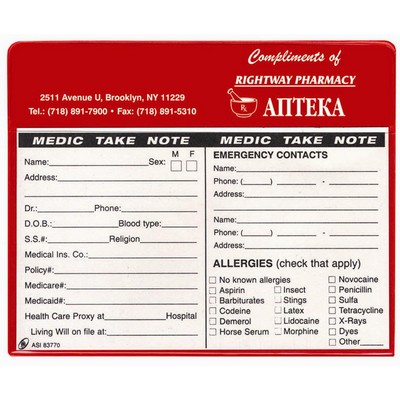 Compliments of
RIGHTWAY PHARMACY
2511 Avenue U, Brooklyn, NY 11229
Tel.: (718) 891-7900 • Fax: (718) 891-5310
Rx АПТЕКА
MEDIC TAKE NOTE
M F
Name: Sex:
Address:
Dr.: Phone:
D.O.B.: Blood type:
S.S.#: Religion
Medical Ins. Co.:
Policy#:
Medicare#:
Medicaid#:
Health Care Proxy at Hospital
Living Will on file at:
ASI 83770
MEDIC TAKE NOTE
EMERGENCY CONTACTS
Name:
Phone: ( ) -  -
Address:
Name:
Phone: ( ) -  -
ALLERGIES (check that apply)
No known allergies
Aspirin
Barbiturates
Codeine
Demerol
Horse Serum
Insect
Stings
Latex
Lidocaine
Morphine
Novocaine
Penicillin
Sulfa
Tetracycline
X-Rays
Dyes
Other